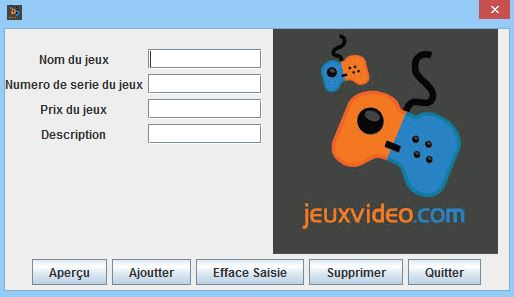 Nom du jeux
Numero de serie du jeux
Prix du jeux
Description
jeuxvideo.com
Aperçu
Ajoutter
Efface Saisie
Supprimer
Quitter